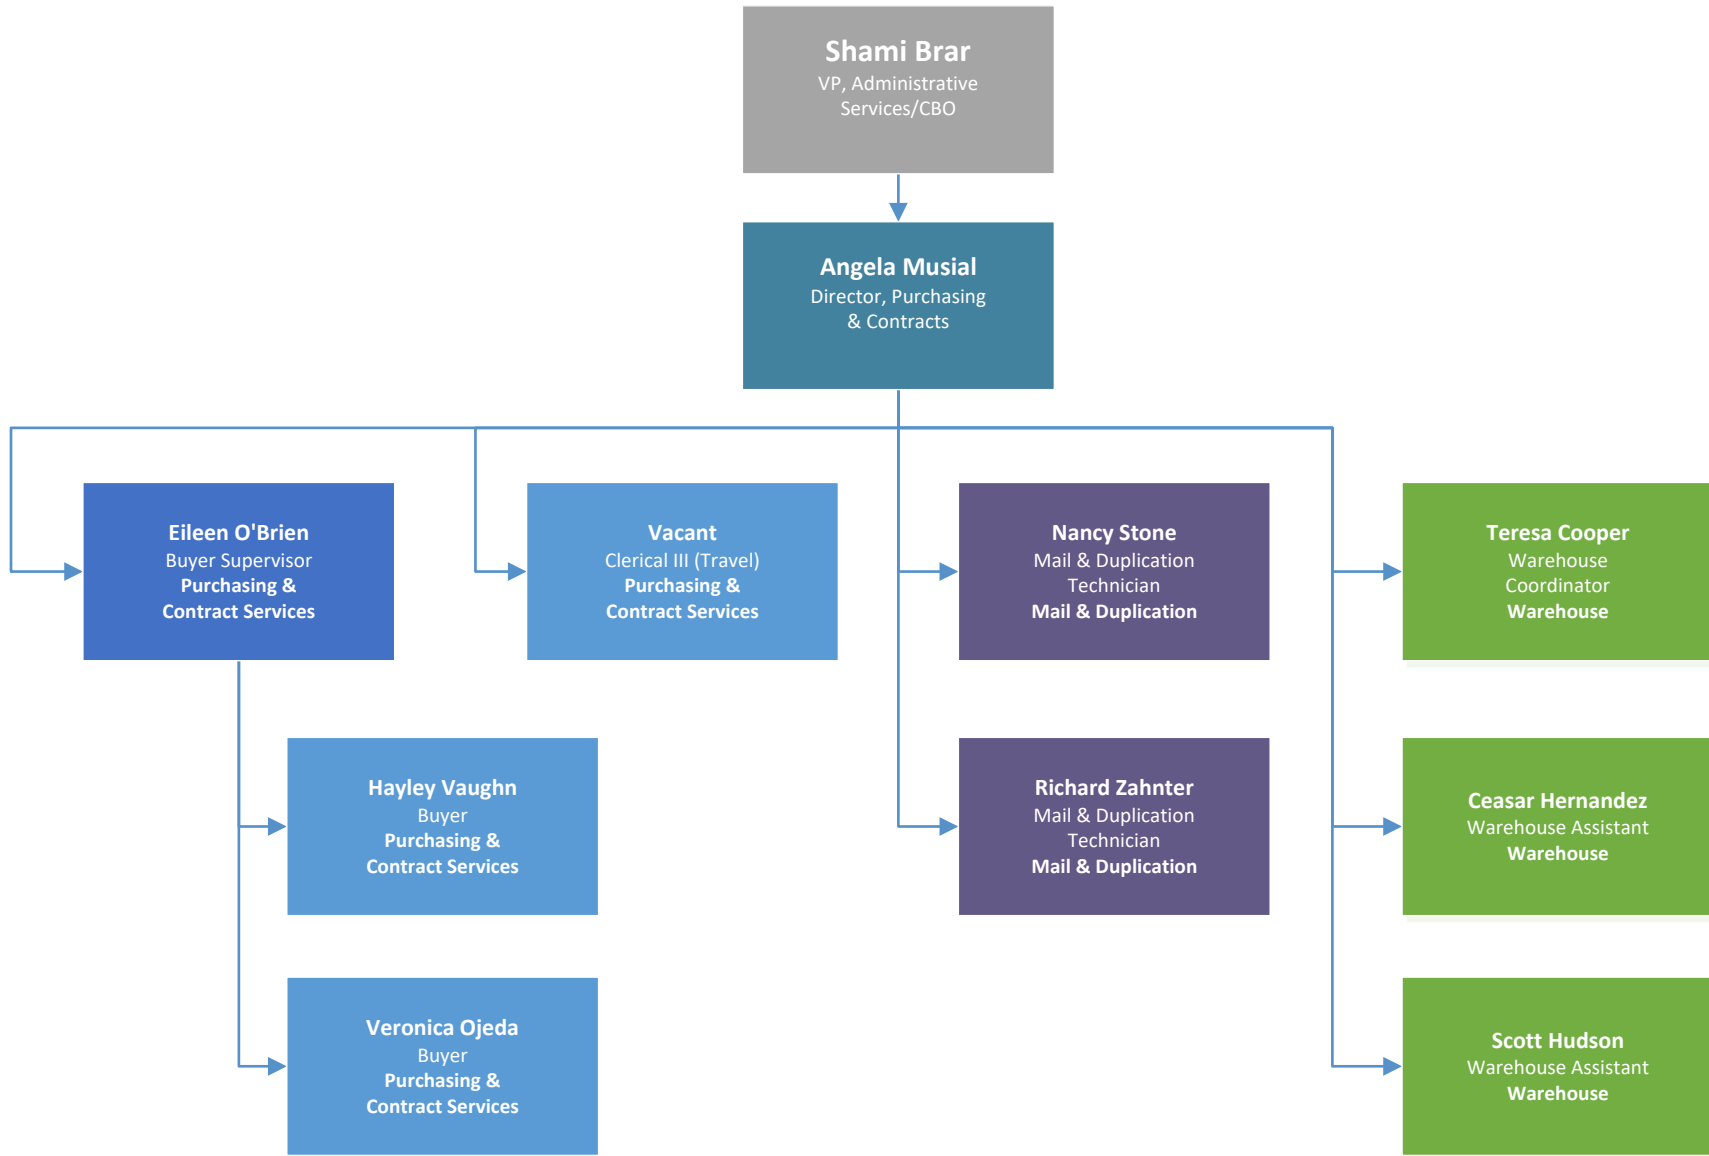 Shami Brar
VP, Administrative
Services/CBO
Angela Musial
Director, Purchasing
& Contracts
Eileen O'Brien
Buyer Supervisor
Purchasing &
Contract Services
Vacant
Clerical III (Travel)
Purchasing &
Contract Services
Nancy Stone
Mail & Duplication
Technician
Mail & Duplication
Teresa Cooper
Warehouse
Coordinator
Warehouse
Hayley Vaughn
Buyer
Purchasing &
Contract Services
Richard Zahnter
Mail & Duplication
Technician
Mail & Duplication
Ceasar Hernandez
Warehouse Assistant
Warehouse
Veronica Ojeda
Buyer
Purchasing &
Contract Services
Scott Hudson
Warehouse Assistant
Warehouse